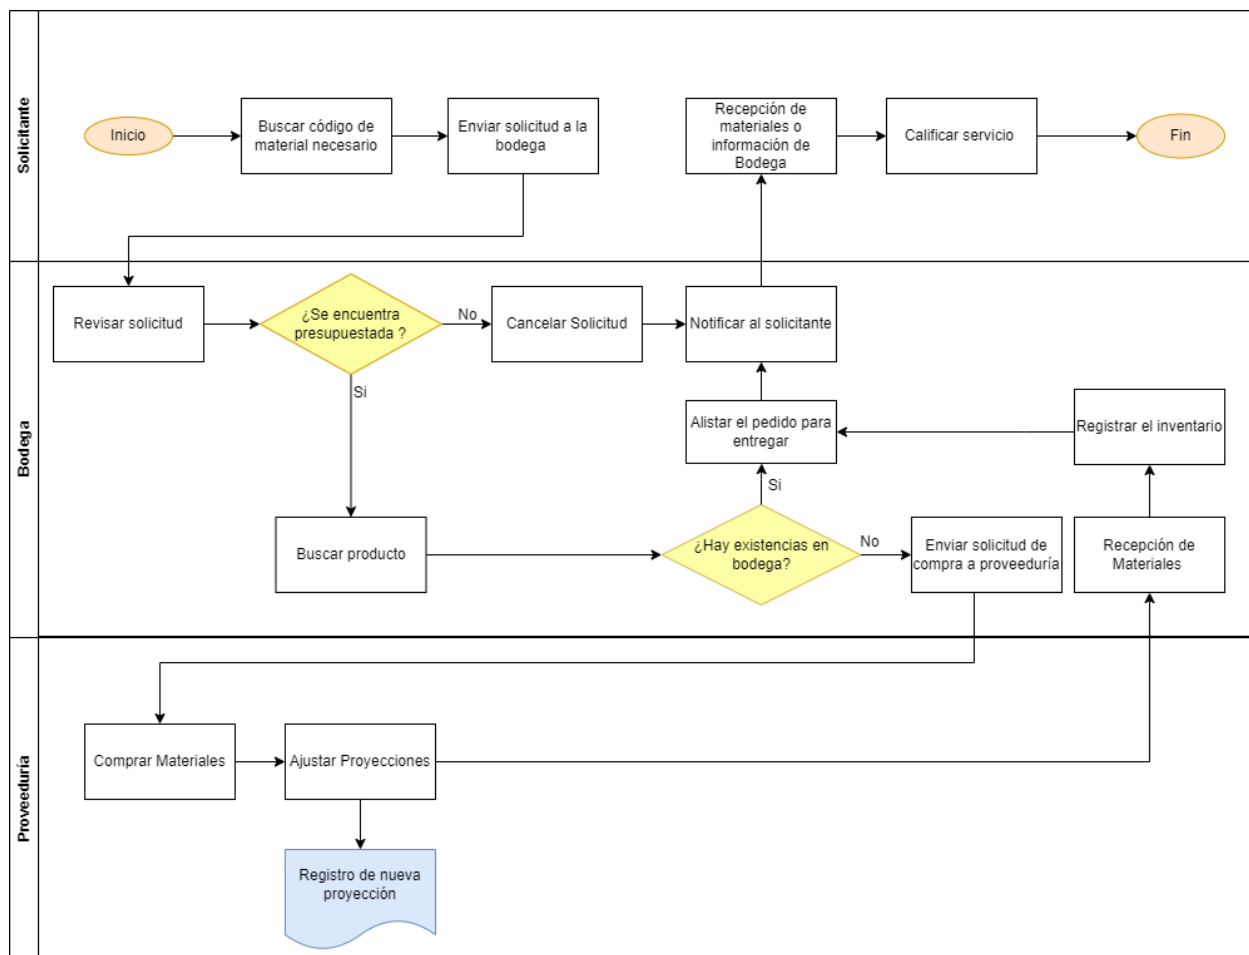 Solicitante
Inicio
Buscar código de
material necesario
Enviar solicitud a la
bodega
Recepción de
materiales o
información de
Bodega
Calificar servicio
Fin
Bodega
Revisar solicitud
¿Se encuentra
presupuestada ?
No
Cancelar Solicitud
Notificar al solicitante
Si
Alistar el pedido para
entregar
Registrar el inventario
Si
Buscar producto
¿Hay existencias en
bodega?
No
Enviar solicitud de
compra a proveeduría
Recepción de
Materiales
Proveeduría
Comprar Materiales
Ajustar Proyecciones
Registro de nueva
proyección